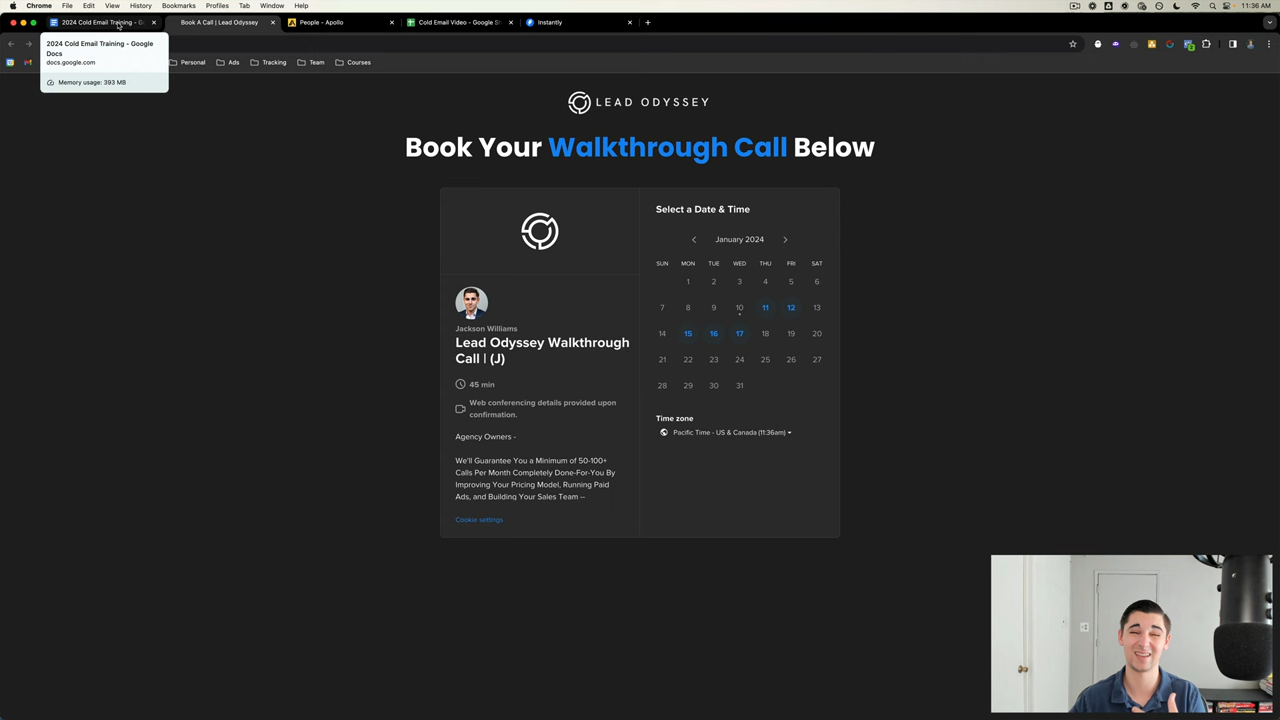 Chrome File Edit View History Bookmarks Profiles Tab Window Help 11:36 AM
2024 Cold Email Training - Go
Book A Call | Lead Odyssey
People - Apollo
Cold Email Video - Google Sh
Instantly
2024 Cold Email Training - Google
Docs
docs.google.com
Memory usage: 393 MB
Personal Ads Tracking Team Courses
LEAD ODYSSEY
Book Your Walkthrough Call Below
Jackson Williams
Lead Odyssey Walkthrough
Call | (J)
45 min
Web conferencing details provided upon
confirmation.
Agency Owners -
We'll Guarantee You a Minimum of 50-100+
Calls Per Month Completely Done-For-You By
Improving Your Pricing Model, Running Paid
Ads, and Building Your Sales Team --
Cookie settings
Select a Date & Time
January 2024
SUN MON TUE WED THU FRI SAT
1 2 3 4 5 6
7 8 9 10 11 12 13
14 15 16 17 18 19 20
21 22 23 24 25 26 27
28 29 30 31
Time zone
Pacific Time - US & Canada (11:36am)